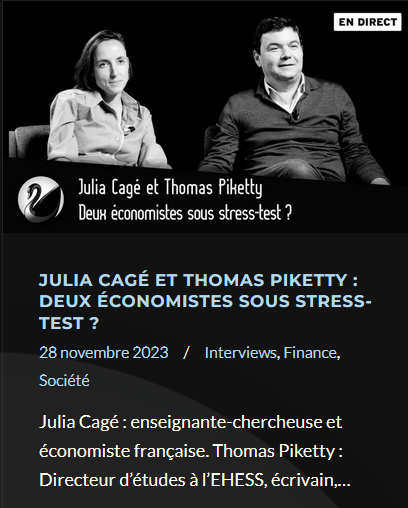 EN DIRECT
Julia Cagé et Thomas Piketty
Deux économistes sous stress-test ?
JULIA CAGÉ ET THOMAS PIKETTY :
DEUX ÉCONOMISTES SOUS STRESS-
TEST ?
28 novembre 2023 / Interviews, Finance,
Société
Julia Cagé : enseignante-chercheuse et
économiste française. Thomas Piketty :
Directeur d’études à l’EHESS, écrivain,...